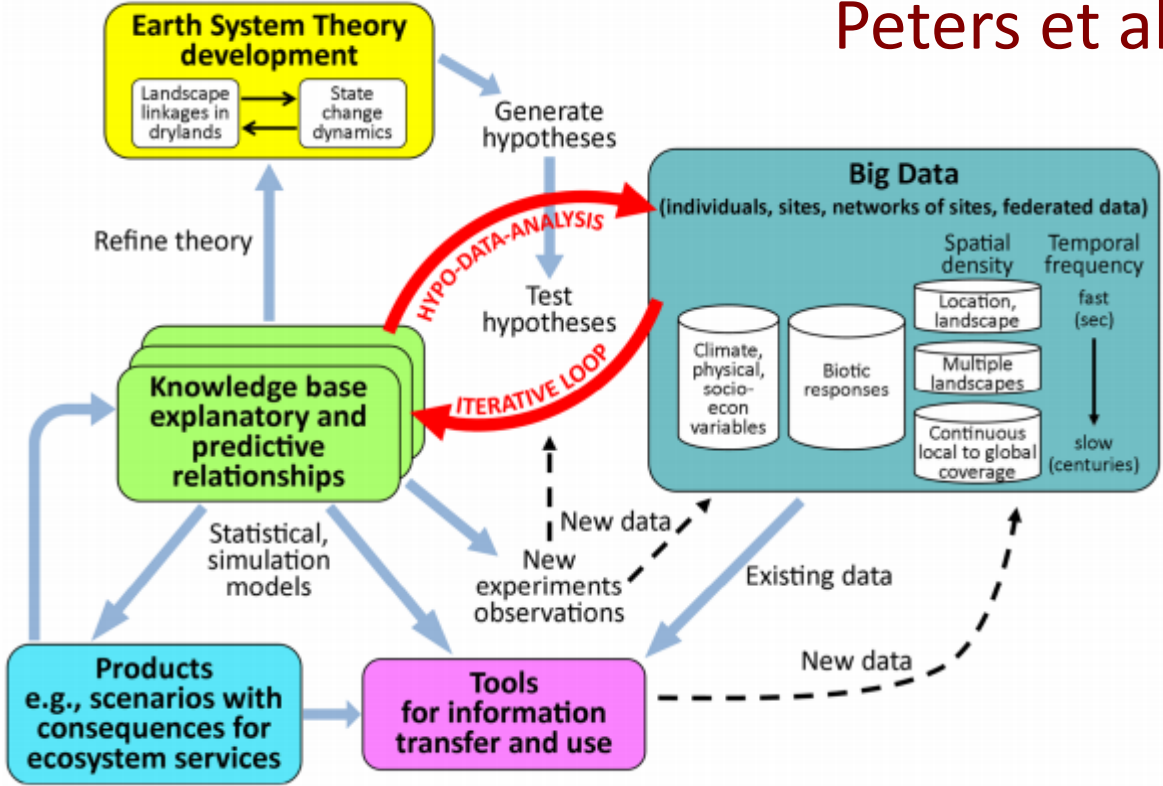 Peters et al
Earth System Theory
development
Landscape
linkages in
drylands
State
change
dynamics
Generate
hypotheses
Refine theory
HYPO-DATA-ANALYSIS
Test
hypotheses
ITERATIVE LOOP
Big Data
(individuals, sites, networks of sites, federated data)
Spatial
density
Temporal
frequency
Climate,
physical,
socio-
econ
variables
Biotic
responses
Location,
landscape
Multiple
landscapes
Continuous
local to global
coverage
fast
(sec)
slow
(centuries)
Knowledge base
explanatory and
predictive
relationships
Statistical,
simulation
models
New data
New
experiments
observations
Existing data
New data
Products
e.g., scenarios with
consequences for
ecosystem services
Tools
for information
transfer and use